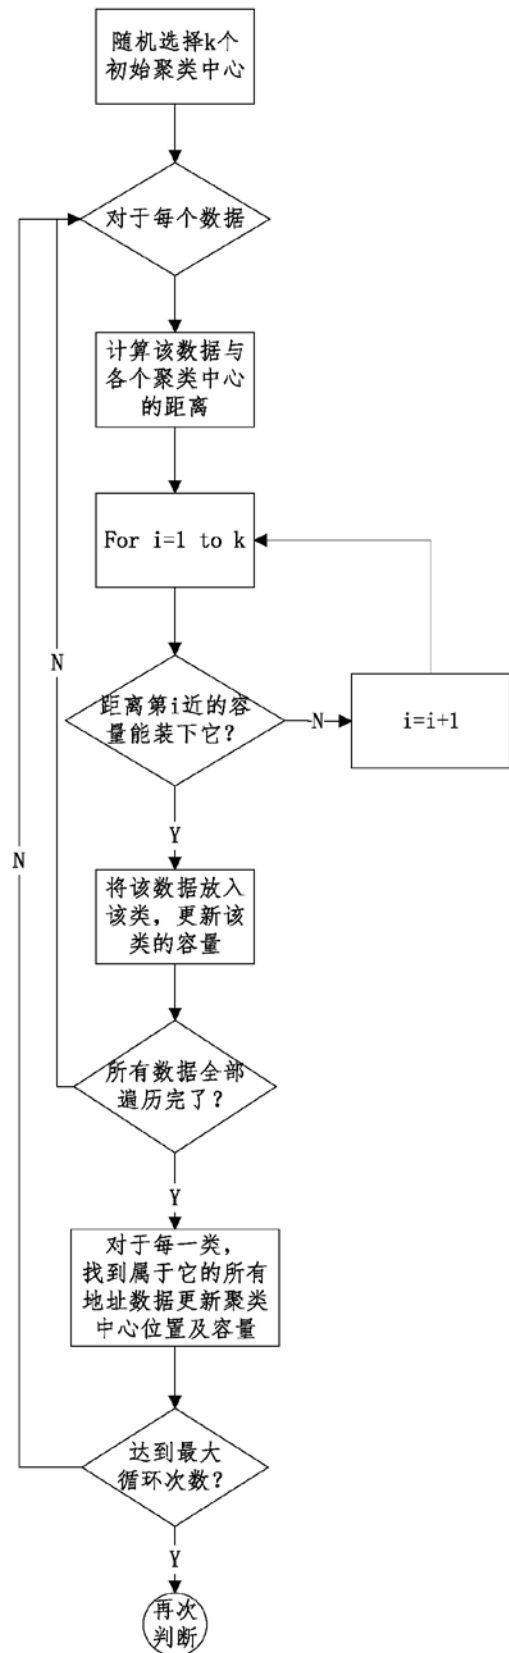 随机选择k个
初始聚类中心
对于每个数据
计算该数据与
各个聚类中心
的距离
For i=1 to k
N
距离第i近的容
量能装下它?
N
i=i+1
Y
N
将该数据放入
该类，更新该
类的容量
所有数据全部
遍历完了?
Y
对于每一类，
找到属于它的所有
地址数据更新聚类
中心位置及容量
达到最大
循环次数?
Y
再次
判断